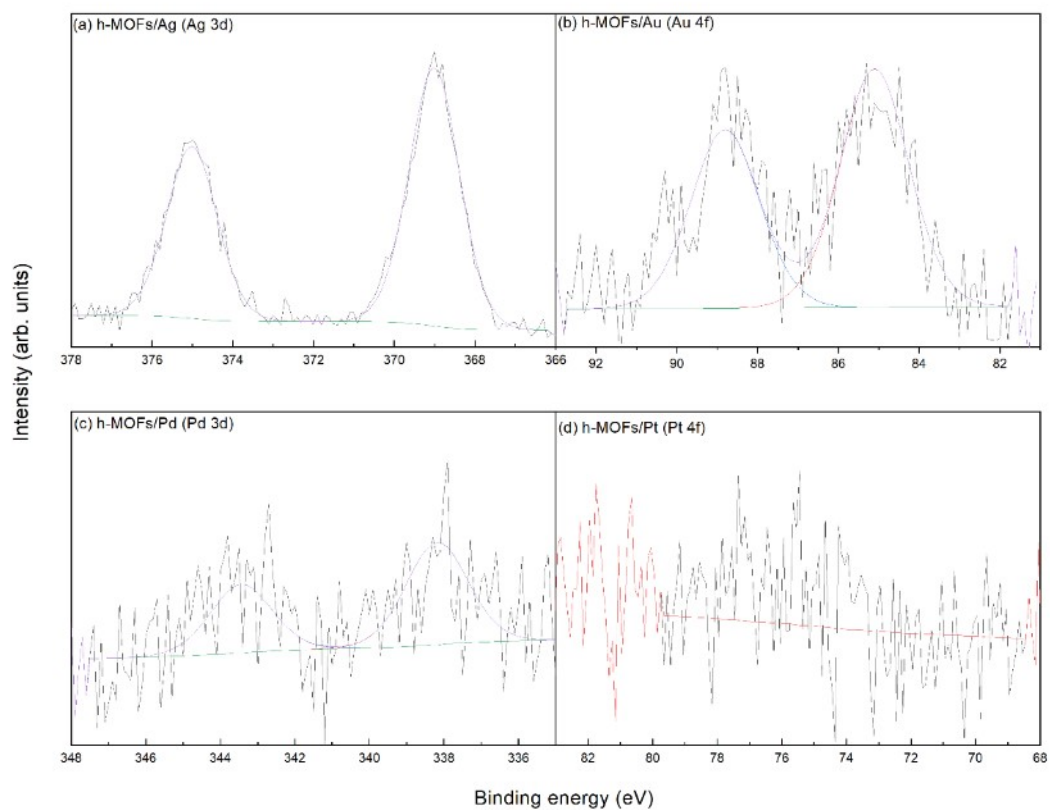 (a) h-MOFs/Ag (Ag 3d)
(b) h-MOFs/Au (Au 4f)
378 376 374 372 370 368 366
92 90 88 86 84 82
Intensity (arb. units)
(c) h-MOFs/Pd (Pd 3d)
(d) h-MOFs/Pt (Pt 4f)
348 346 344 342 340 338 336
82 80 78 76 74 72 70 68
Binding energy (eV)